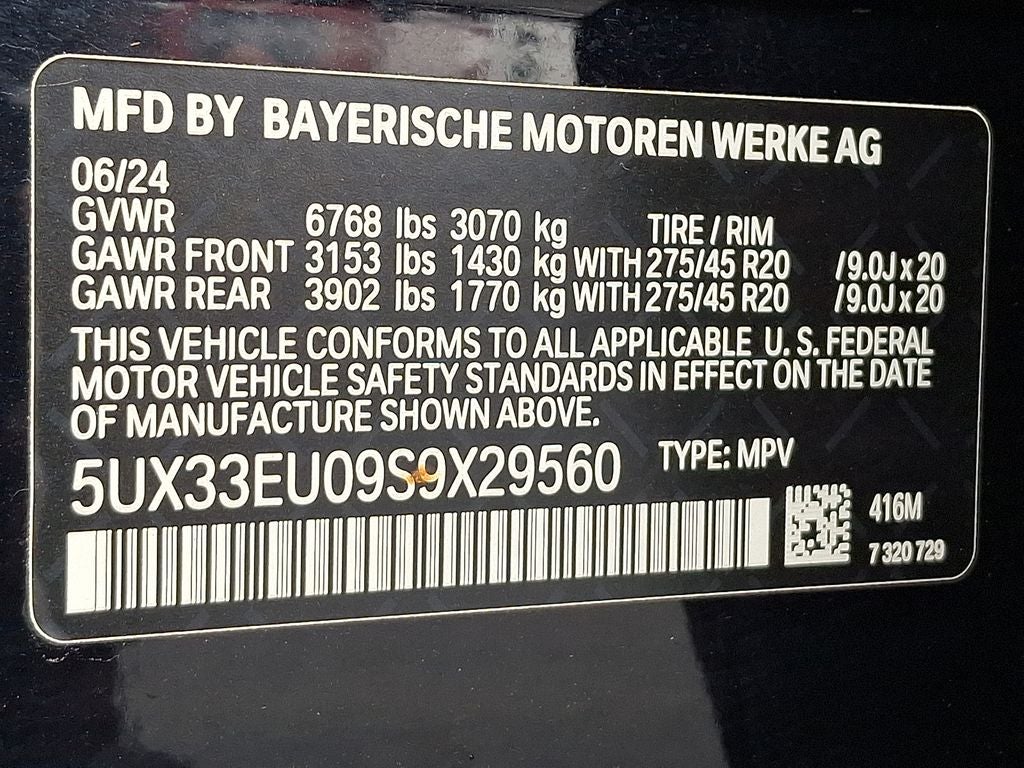 MFD BY BAYERISCHE MOTOREN WERKE AG
06/24
GVWR 6768 lbs 3070 kg TIRE / RIM
GAWR FRONT 3153 lbs 1430 kg WITH 275/45 R20 /9.0J x 20
GAWR REAR 3902 lbs 1770 kg WITH 275/45 R20 /9.0J x 20
THIS VEHICLE CONFORMS TO ALL APPLICABLE U. S. FEDERAL
MOTOR VEHICLE SAFETY STANDARDS IN EFFECT ON THE DATE
OF MANUFACTURE SHOWN ABOVE.
5UX33EU09S9X29560 TYPE: MPV
416M
7 320 729